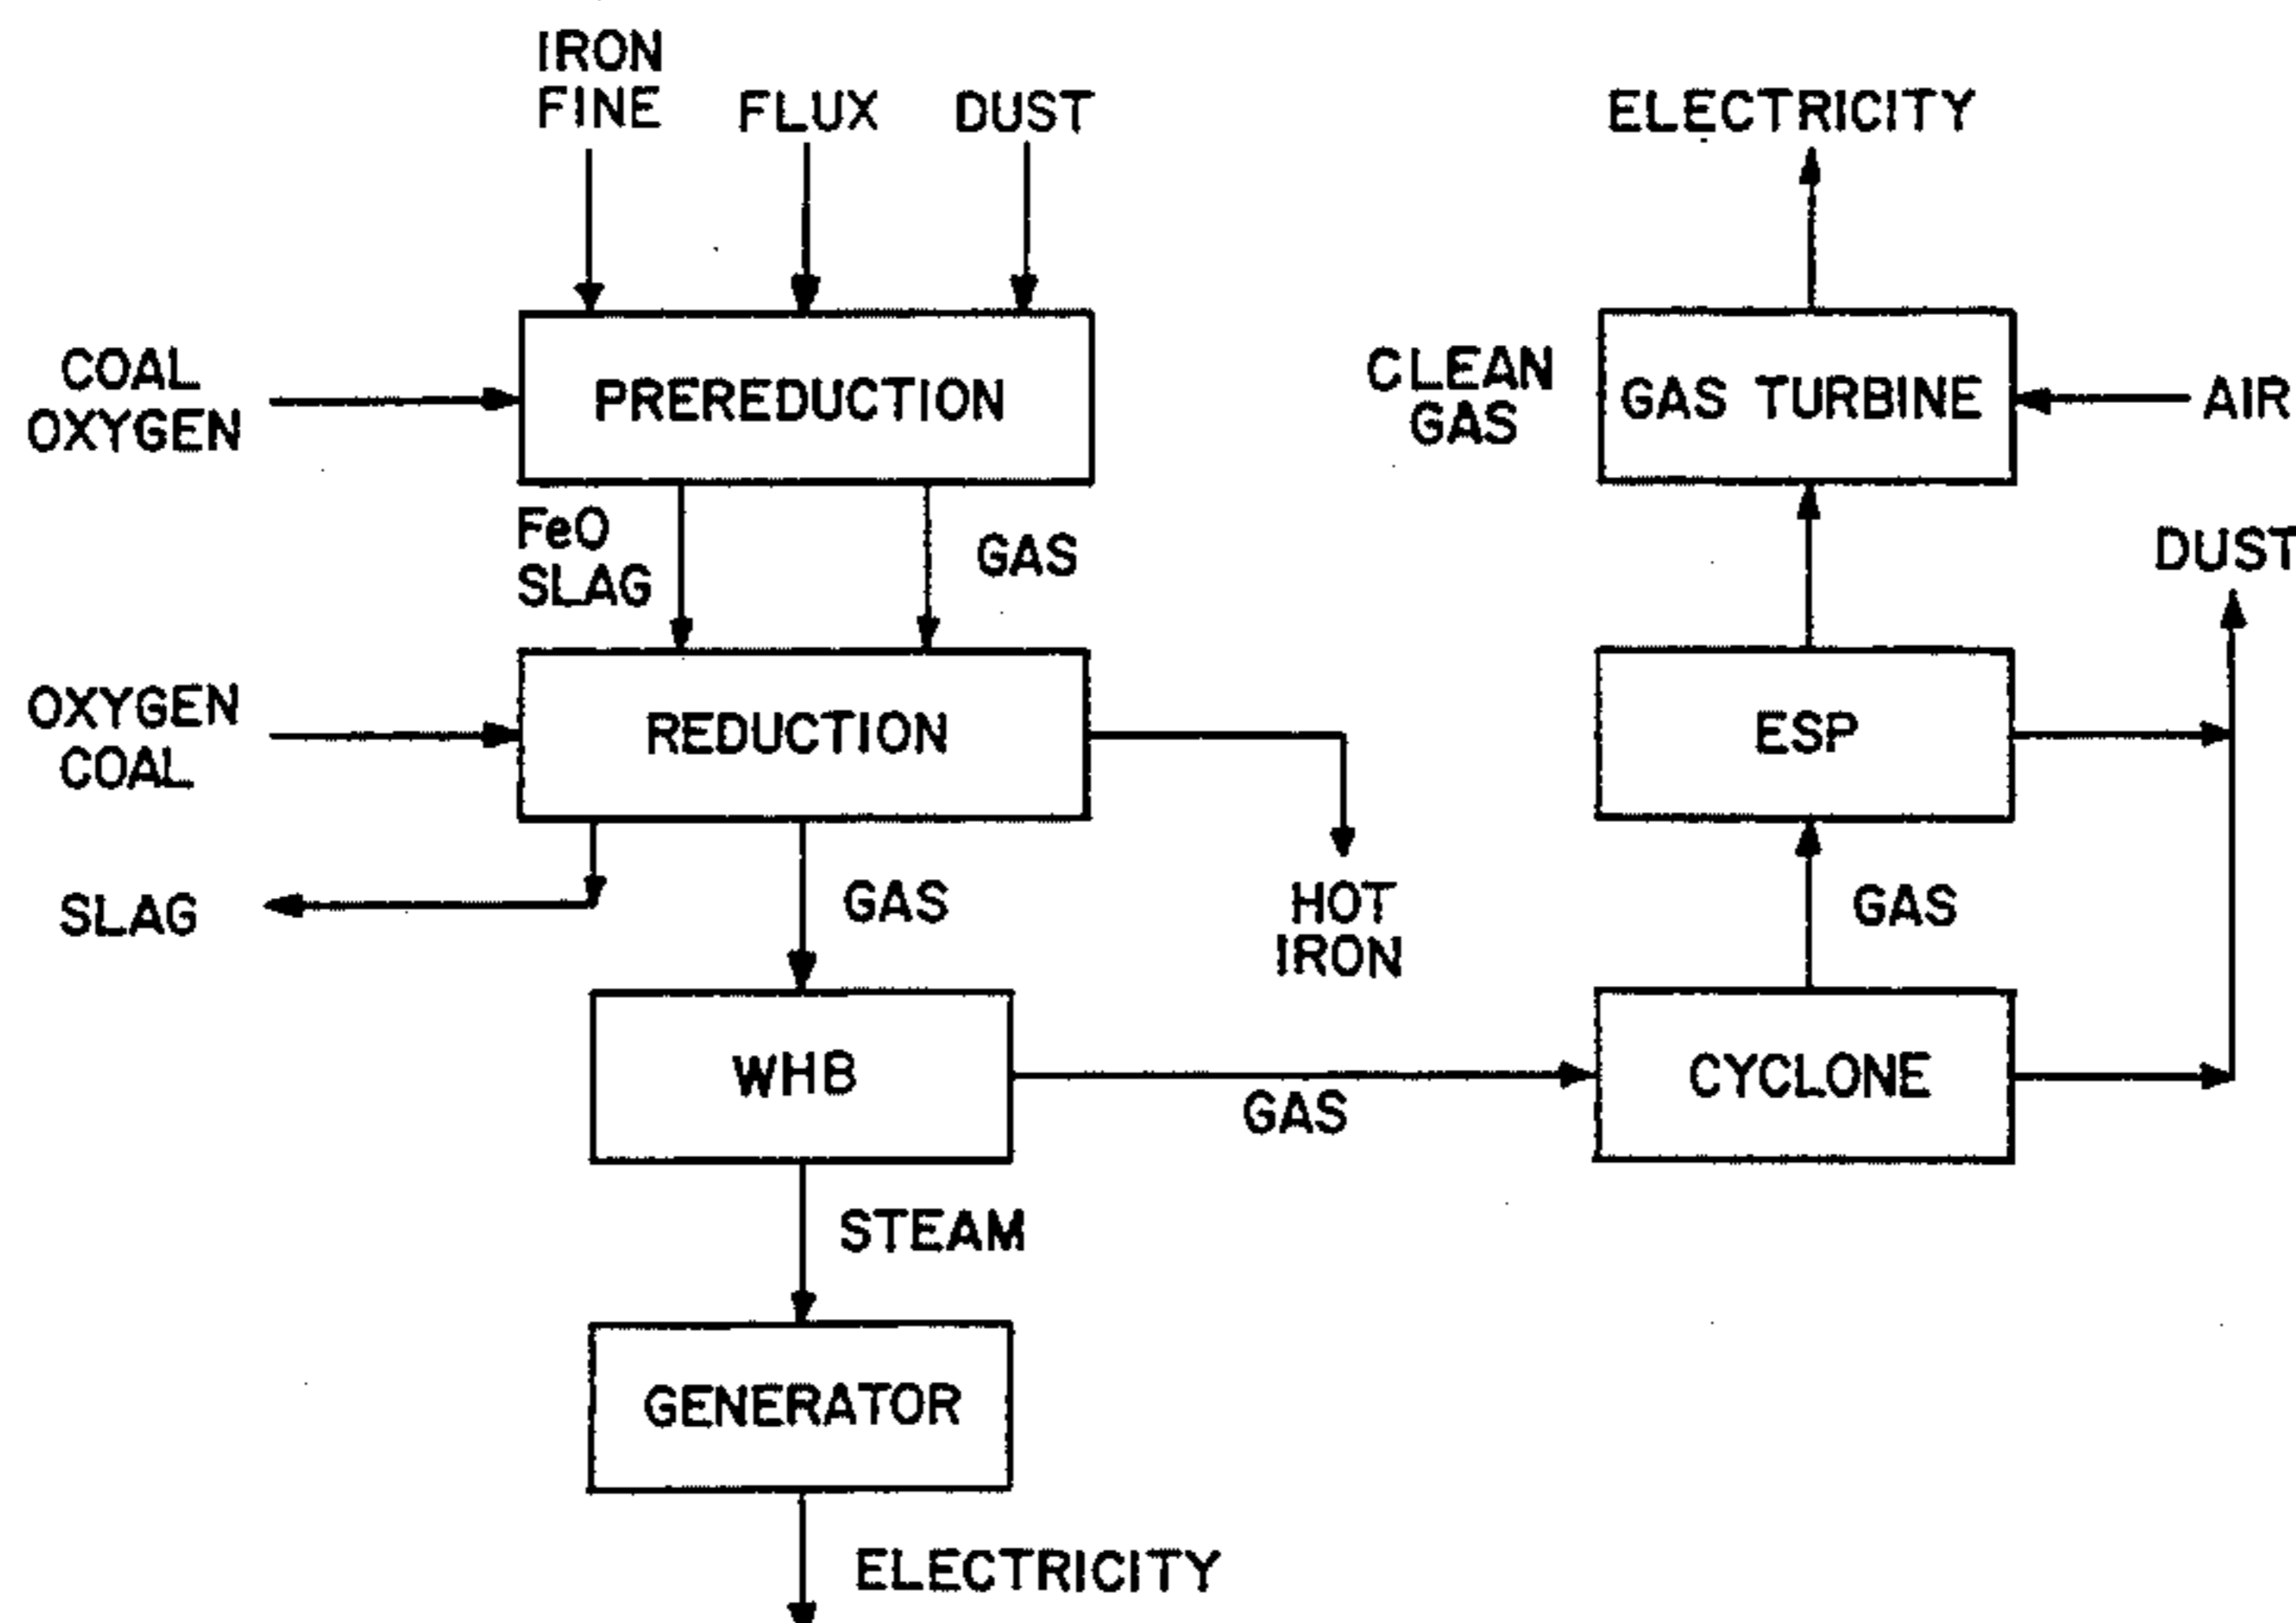 IRON
FINE
FLUX
DUST
ELECTRICITY
COAL
OXYGEN
PREREDUCTION
CLEAN
GAS
GAS TURBINE
AIR
FeO
SLAG
GAS
DUST
OXYGEN
COAL
REDUCTION
ESP
SLAG
GAS
HOT
IRON
GAS
WHB
GAS
CYCLONE
STEAM
GENERATOR
ELECTRICITY